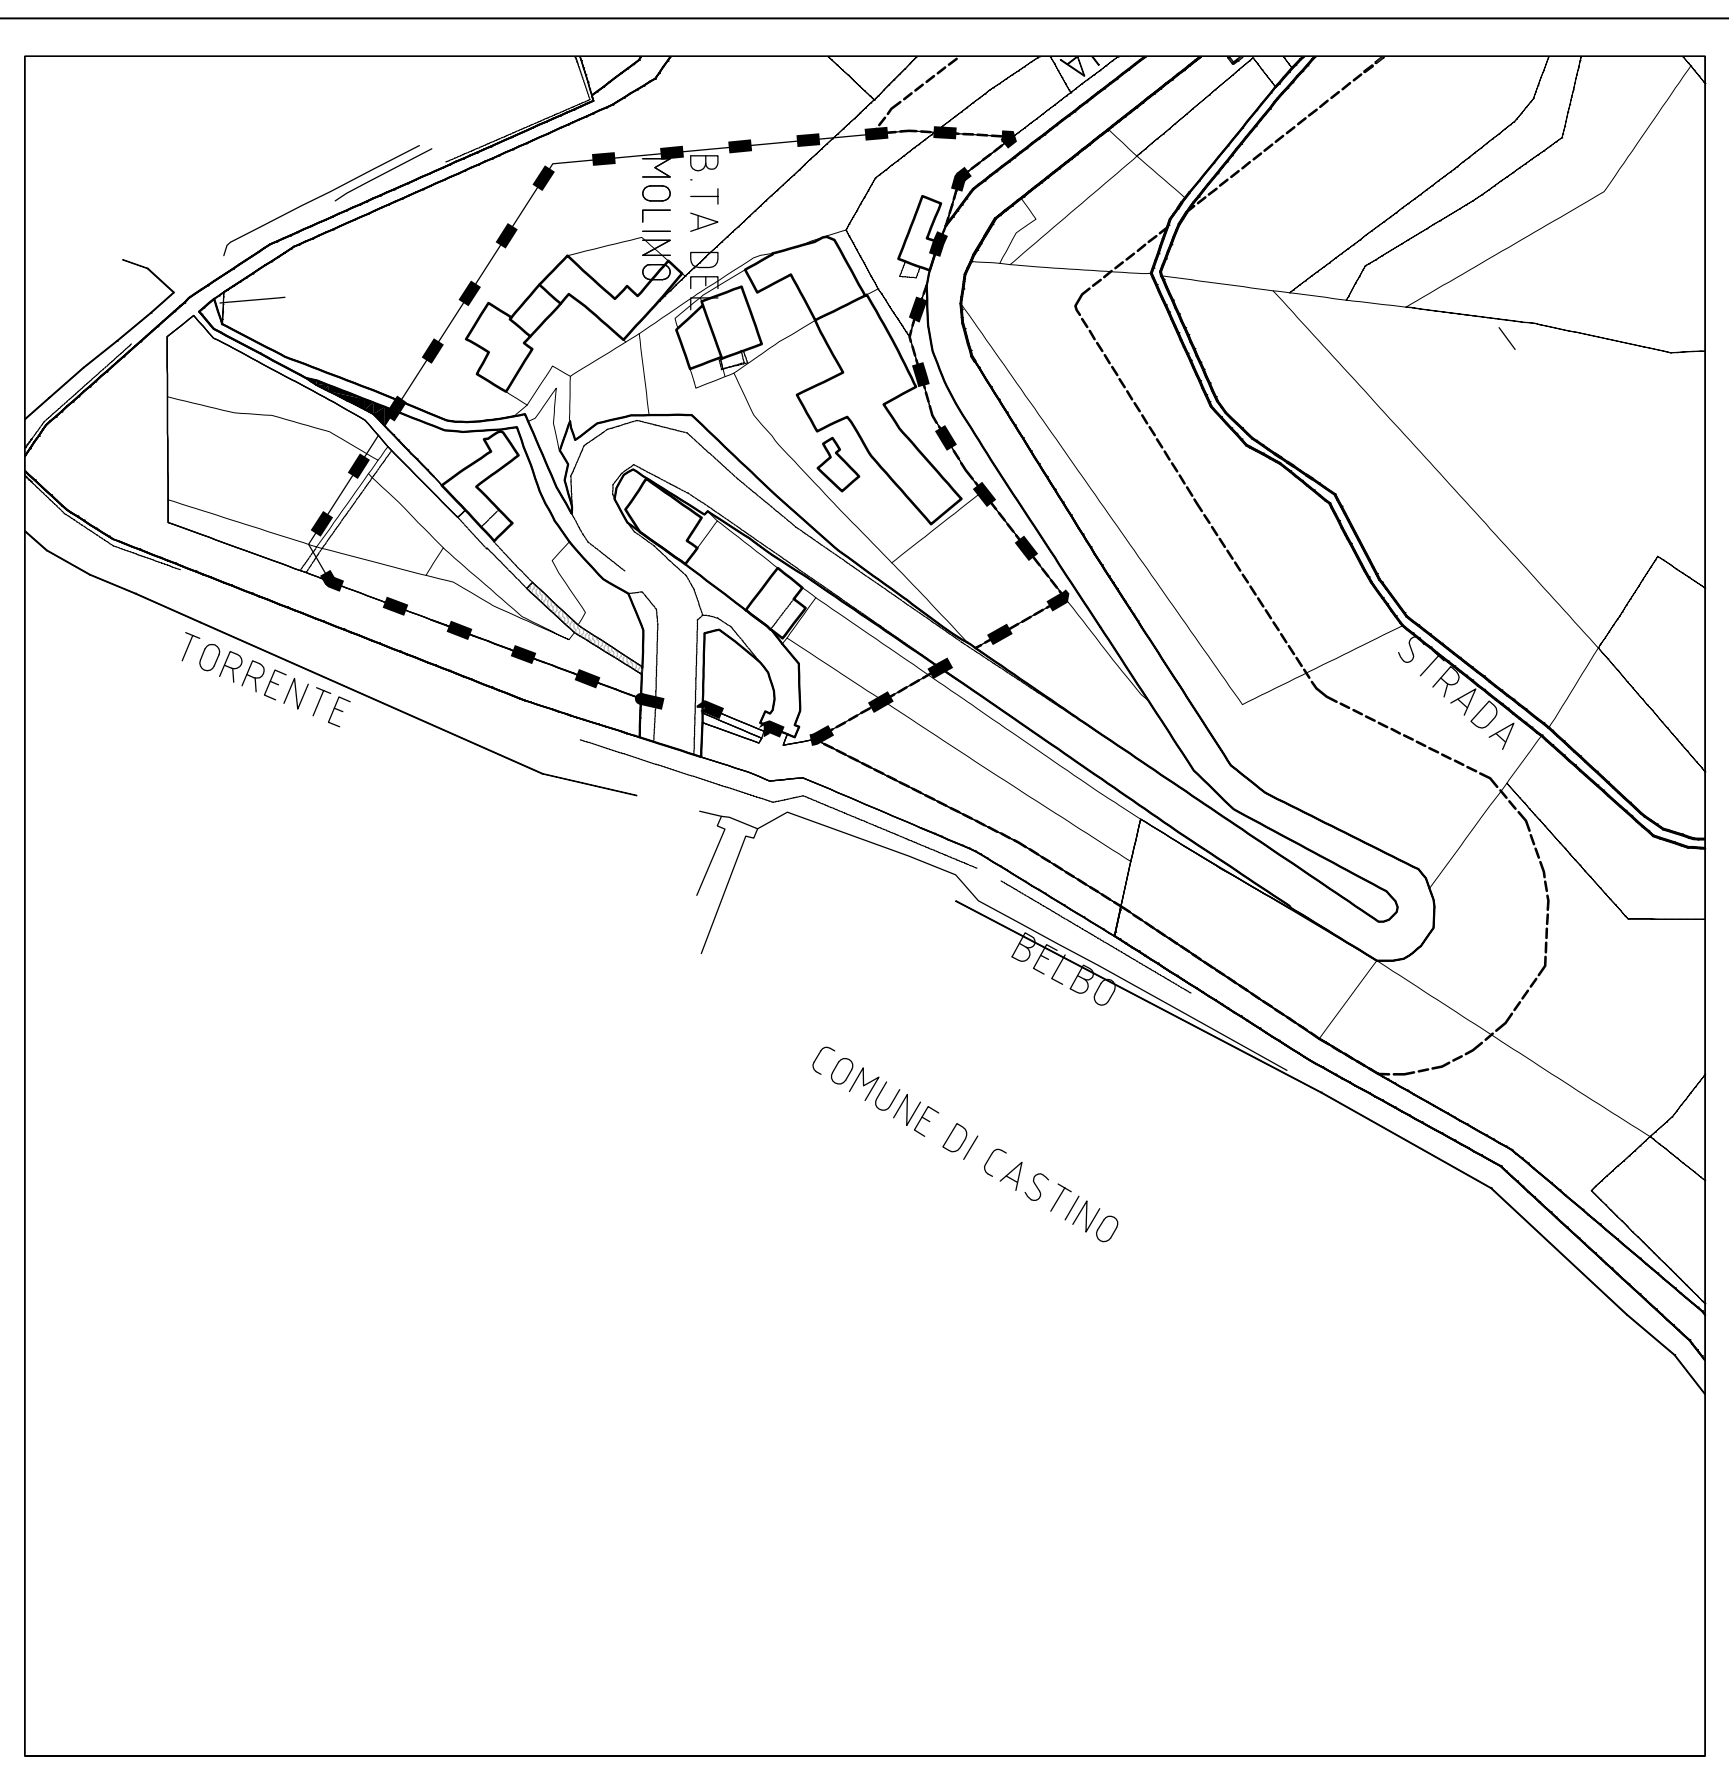 B.TA DEL
MOLINO
STRADA
TORRENTE
BELBO
COMUNE DI CASTINO